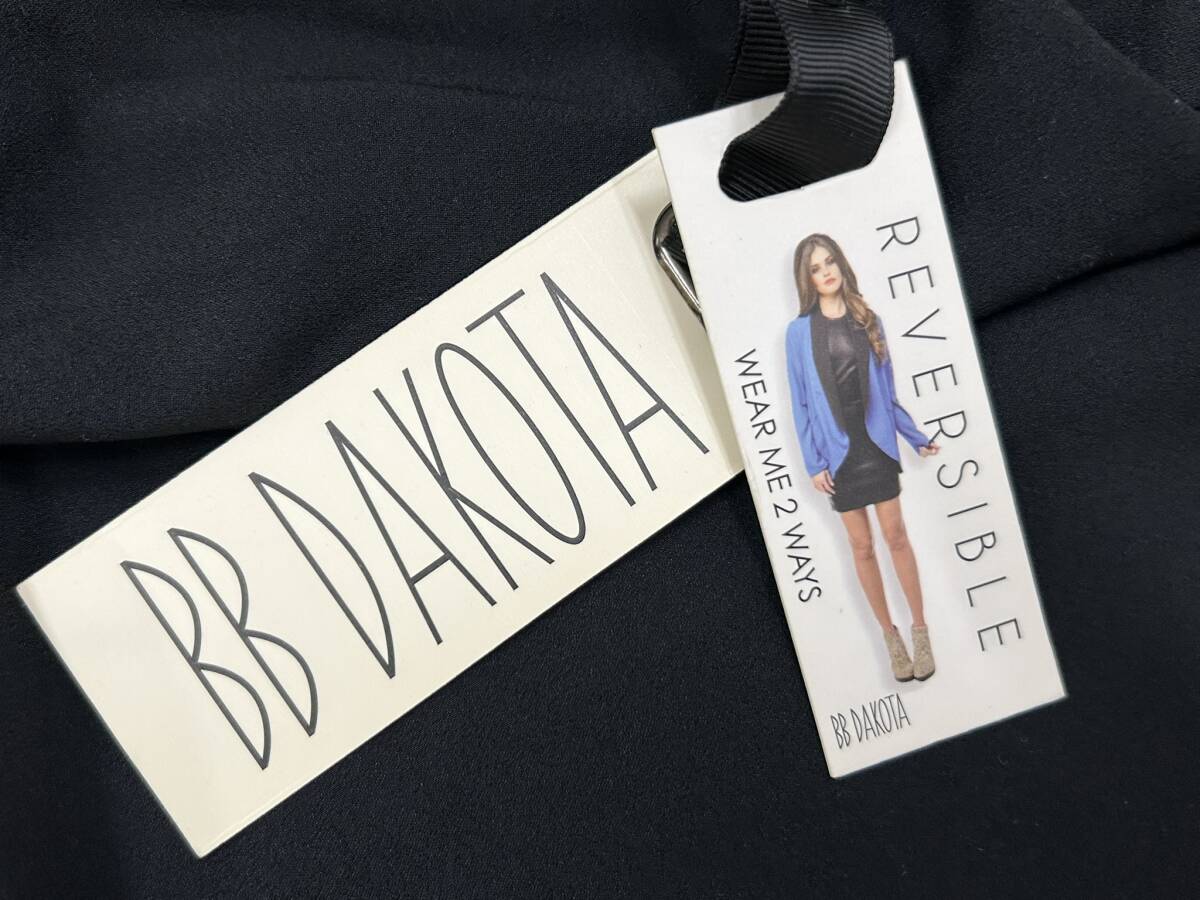 BB DAKOTA
REVERSIBLE
WEAR ME 2 WAYS
BB DAKOTA